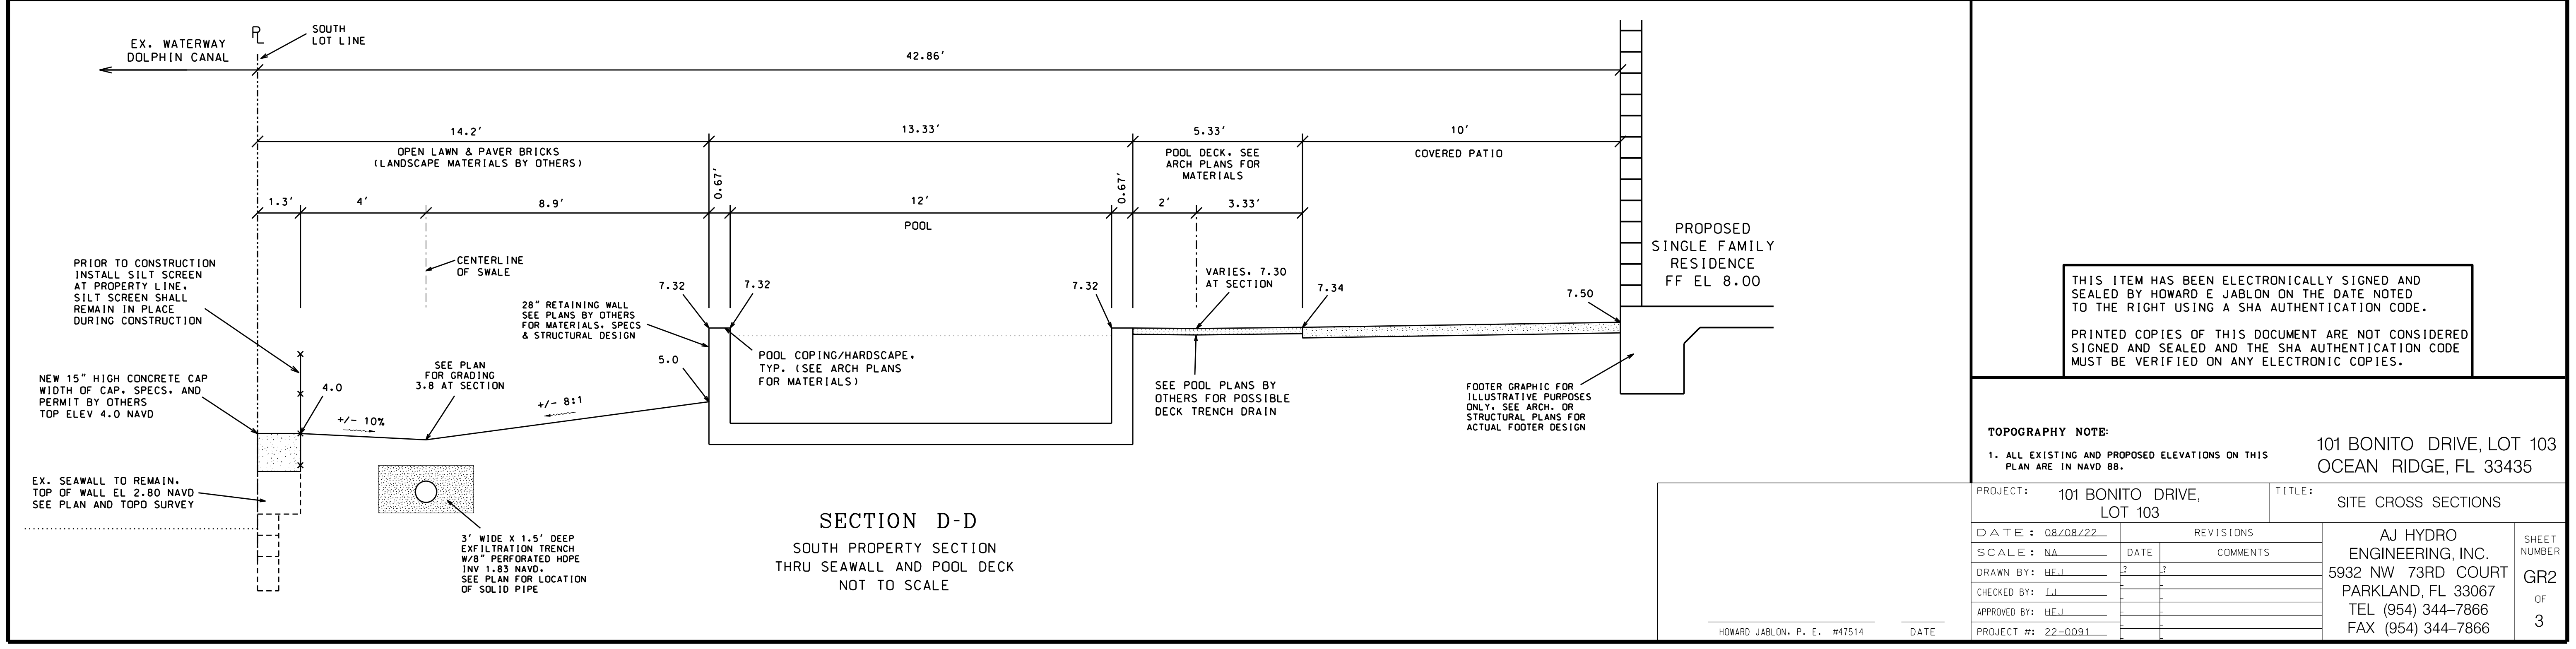 EX. WATERWAY
DOLPHIN CANAL
PL
SOUTH
LOT LINE
42.86'
14.2'
OPEN LAWN & PAVER BRICKS
(LANDSCAPE MATERIALS BY OTHERS)
13.33'
5.33'
POOL DECK. SEE
ARCH PLANS FOR
MATERIALS
10'
COVERED PATIO
1.3'
4'
8.9'
0.67'
12'
POOL
0.67'
2'
3.33'
PRIOR TO CONSTRUCTION
INSTALL SILT SCREEN
AT PROPERTY LINE.
SILT SCREEN SHALL
REMAIN IN PLACE
DURING CONSTRUCTION
CENTERLINE
OF SWALE
28" RETAINING WALL
SEE PLANS BY OTHERS
FOR MATERIALS, SPECS
& STRUCTURAL DESIGN
7.32
7.32
7.32
VARIES. 7.30
AT SECTION
7.34
7.50
PROPOSED
SINGLE FAMILY
RESIDENCE
FF EL 8.00
NEW 15" HIGH CONCRETE CAP
WIDTH OF CAP. SPECS. AND
PERMIT BY OTHERS
TOP ELEV 4.0 NAVD
4.0
+/- 10%
SEE PLAN
FOR GRADING
3.8 AT SECTION
+/- 8:1
5.0
POOL COPING/HARDSCAPE.
TYP. (SEE ARCH PLANS
FOR MATERIALS)
SEE POOL PLANS BY
OTHERS FOR POSSIBLE
DECK TRENCH DRAIN
FOOTER GRAPHIC FOR
ILLUSTRATIVE PURPOSES
ONLY. SEE ARCH. OR
STRUCTURAL PLANS FOR
ACTUAL FOOTER DESIGN
EX. SEAWALL TO REMAIN.
TOP OF WALL EL 2.80 NAVD
SEE PLAN AND TOPO SURVEY
3' WIDE X 1.5' DEEP
EXFILTRATION TRENCH
W/8" PERFORATED HDPE
INV 1.83 NAVD.
SEE PLAN FOR LOCATION
OF SOLID PIPE
SECTION D-D
SOUTH PROPERTY SECTION
THRU SEAWALL AND POOL DECK
NOT TO SCALE
THIS ITEM HAS BEEN ELECTRONICALLY SIGNED AND
SEALED BY HOWARD E JABLON ON THE DATE NOTED
TO THE RIGHT USING A SHA AUTHENTICATION CODE.
PRINTED COPIES OF THIS DOCUMENT ARE NOT CONSIDERED
SIGNED AND SEALED AND THE SHA AUTHENTICATION CODE
MUST BE VERIFIED ON ANY ELECTRONIC COPIES.
TOPOGRAPHY NOTE:
1. ALL EXISTING AND PROPOSED ELEVATIONS ON THIS
PLAN ARE IN NAVD 88.
101 BONITO DRIVE, LOT 103
OCEAN RIDGE, FL 33435
PROJECT: 101 BONITO DRIVE,
LOT 103
TITLE: SITE CROSS SECTIONS
DATE: 08/08/22
SCALE: NA
DRAWN BY: HEJ
CHECKED BY: IJ
APPROVED BY: HEJ
PROJECT #: 22-0091
REVISIONS
DATE COMMENTS
? ?
AJ HYDRO
ENGINEERING, INC.
5932 NW 73RD COURT
PARKLAND, FL 33067
TEL (954) 344-7866
FAX (954) 344-7866
SHEET
NUMBER
GR2
OF
3
HOWARD JABLON, P. E. #47514
DATE